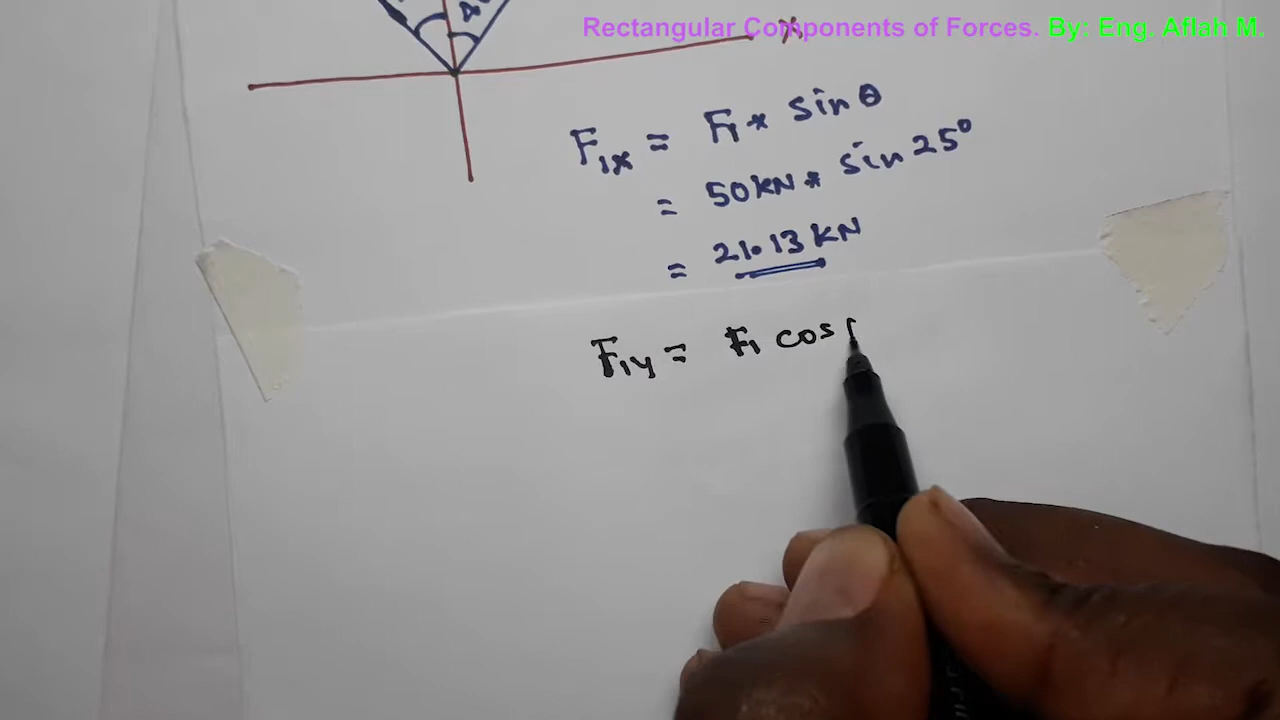 Rectangular Components of Forces. By: Eng. Aflah M.
x
F1x = F1 * sin θ
= 50KN * sin 25°
= 21.13 KN
F1y = F1 cos